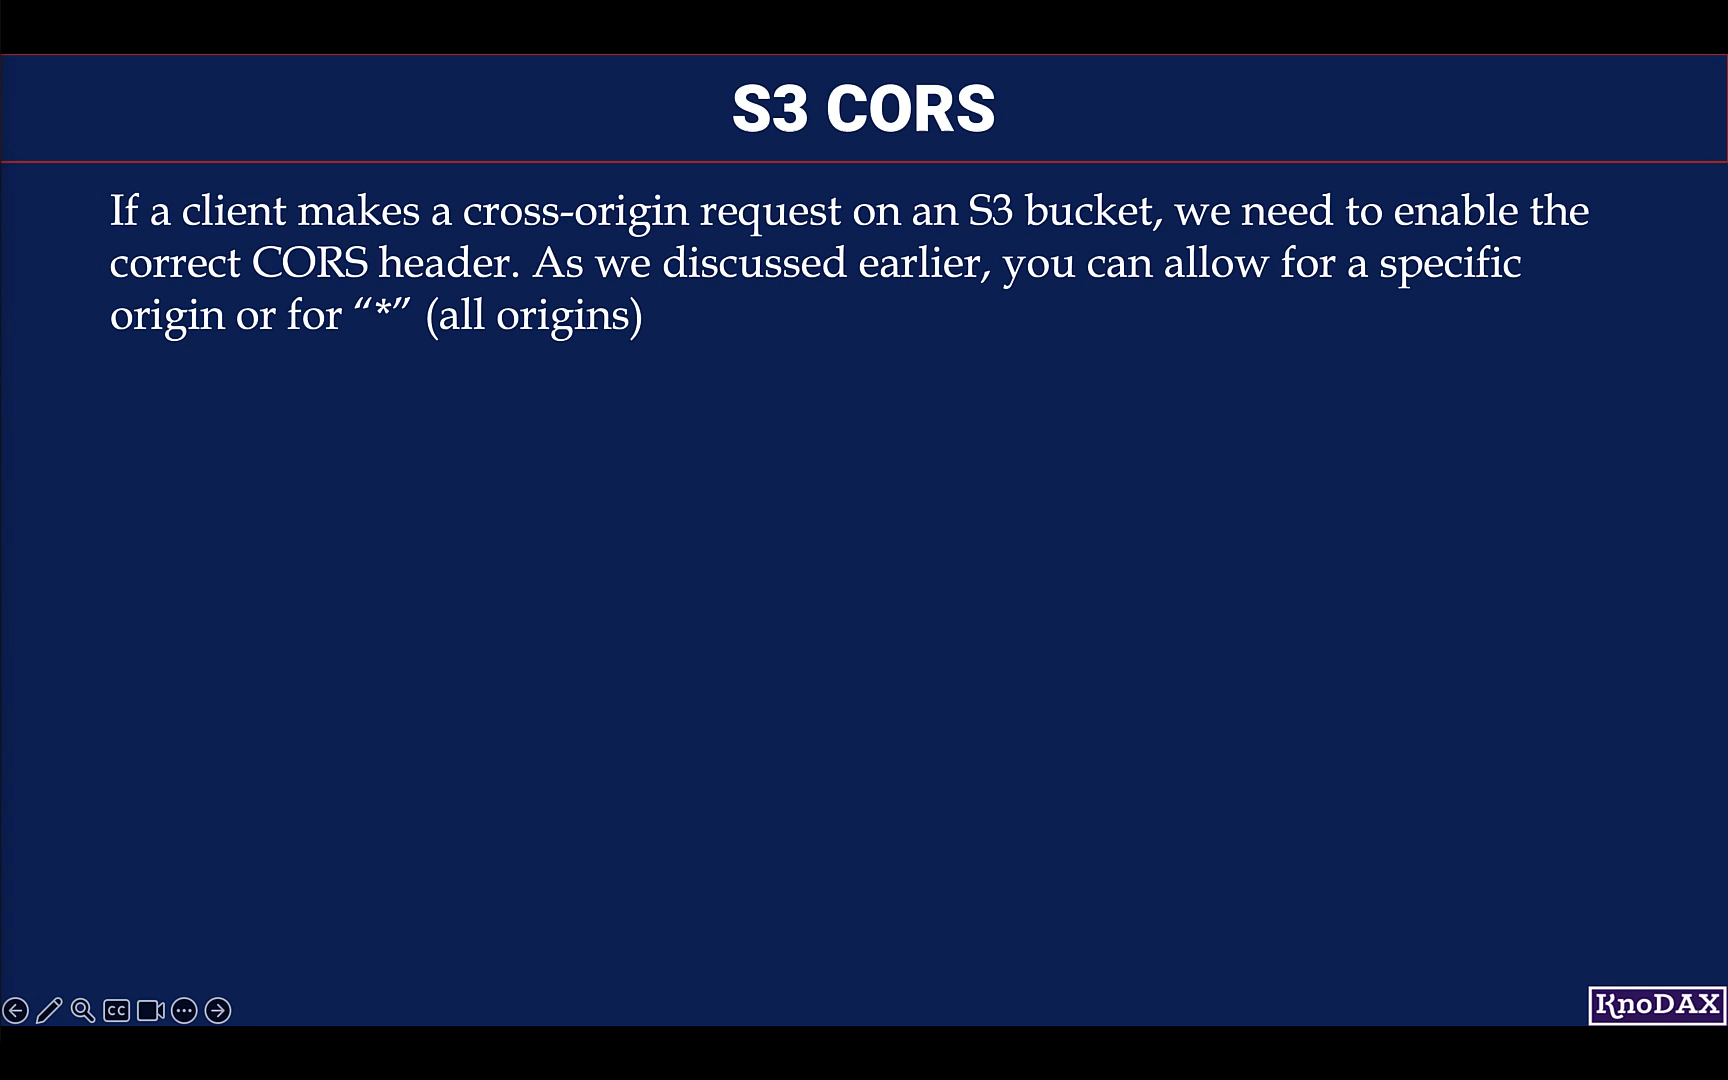 S3 CORS
If a client makes a cross-origin request on an S3 bucket, we need to enable the
correct CORS header. As we discussed earlier, you can allow for a specific
origin or for “*” (all origins)
CC
KnoDAX